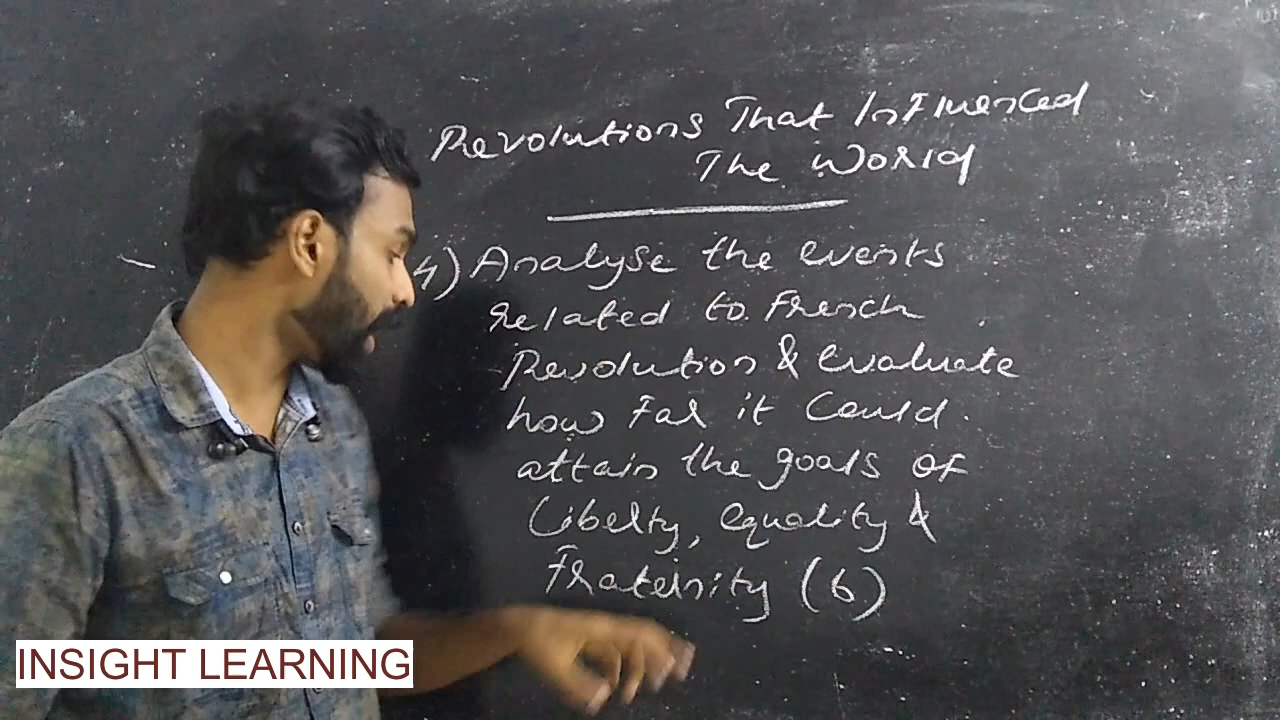 Revolutions That Influenced
The World
4) Analyse the events
related to French
Revolution & evaluate
how Far it Could
attain the goals of
Liberty, equality &
Fraternity (6)
INSIGHT LEARNING